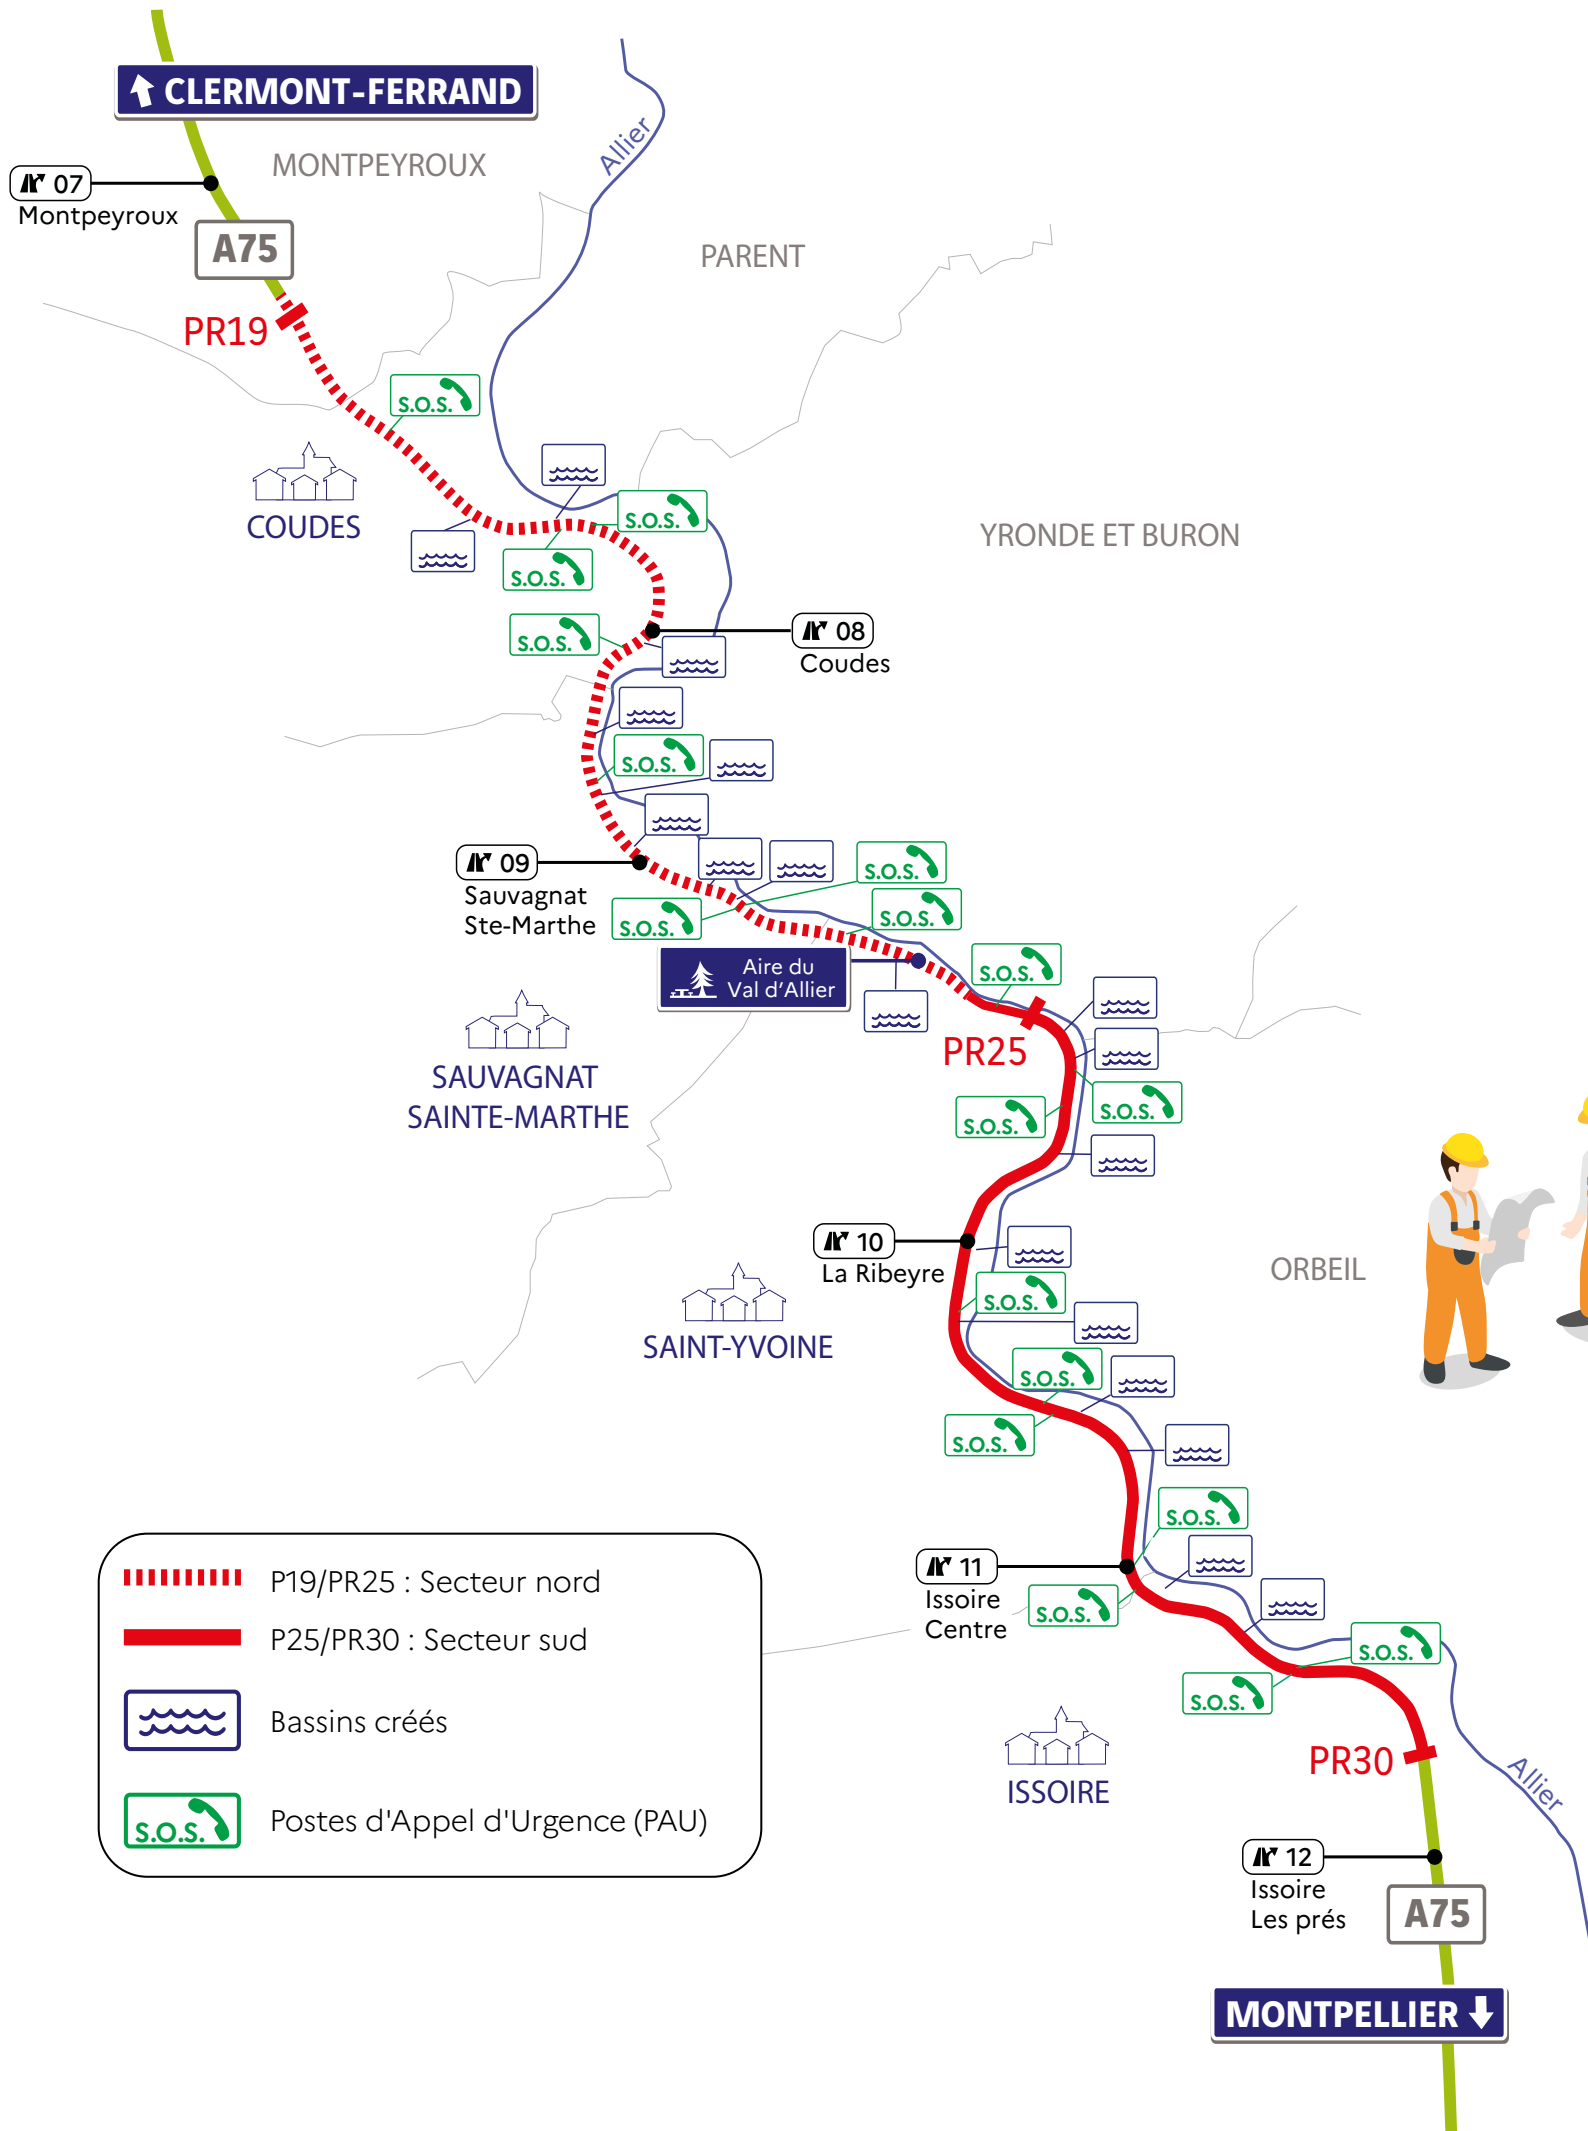 CLERMONT-FERRAND
Allier
MONTPEYROUX
07
Montpeyroux
A75
PARENT
PR19
S.O.S.
COUDES
S.O.S.
YRONDE ET BURON
S.O.S.
S.O.S.
08
Coudes
S.O.S.
09
Sauvagnat
Ste-Marthe
S.O.S.
S.O.S.
S.O.S.
Aire du
Val d'Allier
S.O.S.
PR25
SAUVAGNAT
SAINTE-MARTHE
S.O.S.
S.O.S.
10
La Ribeyre
ORBEIL
S.O.S.
SAINT-YVOINE
S.O.S.
S.O.S.
S.O.S.
11
Issoire
Centre
S.O.S.
S.O.S.
S.O.S.
P19/PR25 : Secteur nord
P25/PR30 : Secteur sud
Bassins créés
S.O.S.
Postes d'Appel d'Urgence (PAU)
PR30
ISSOIRE
Allier
12
Issoire
Les prés
A75
MONTPELLIER